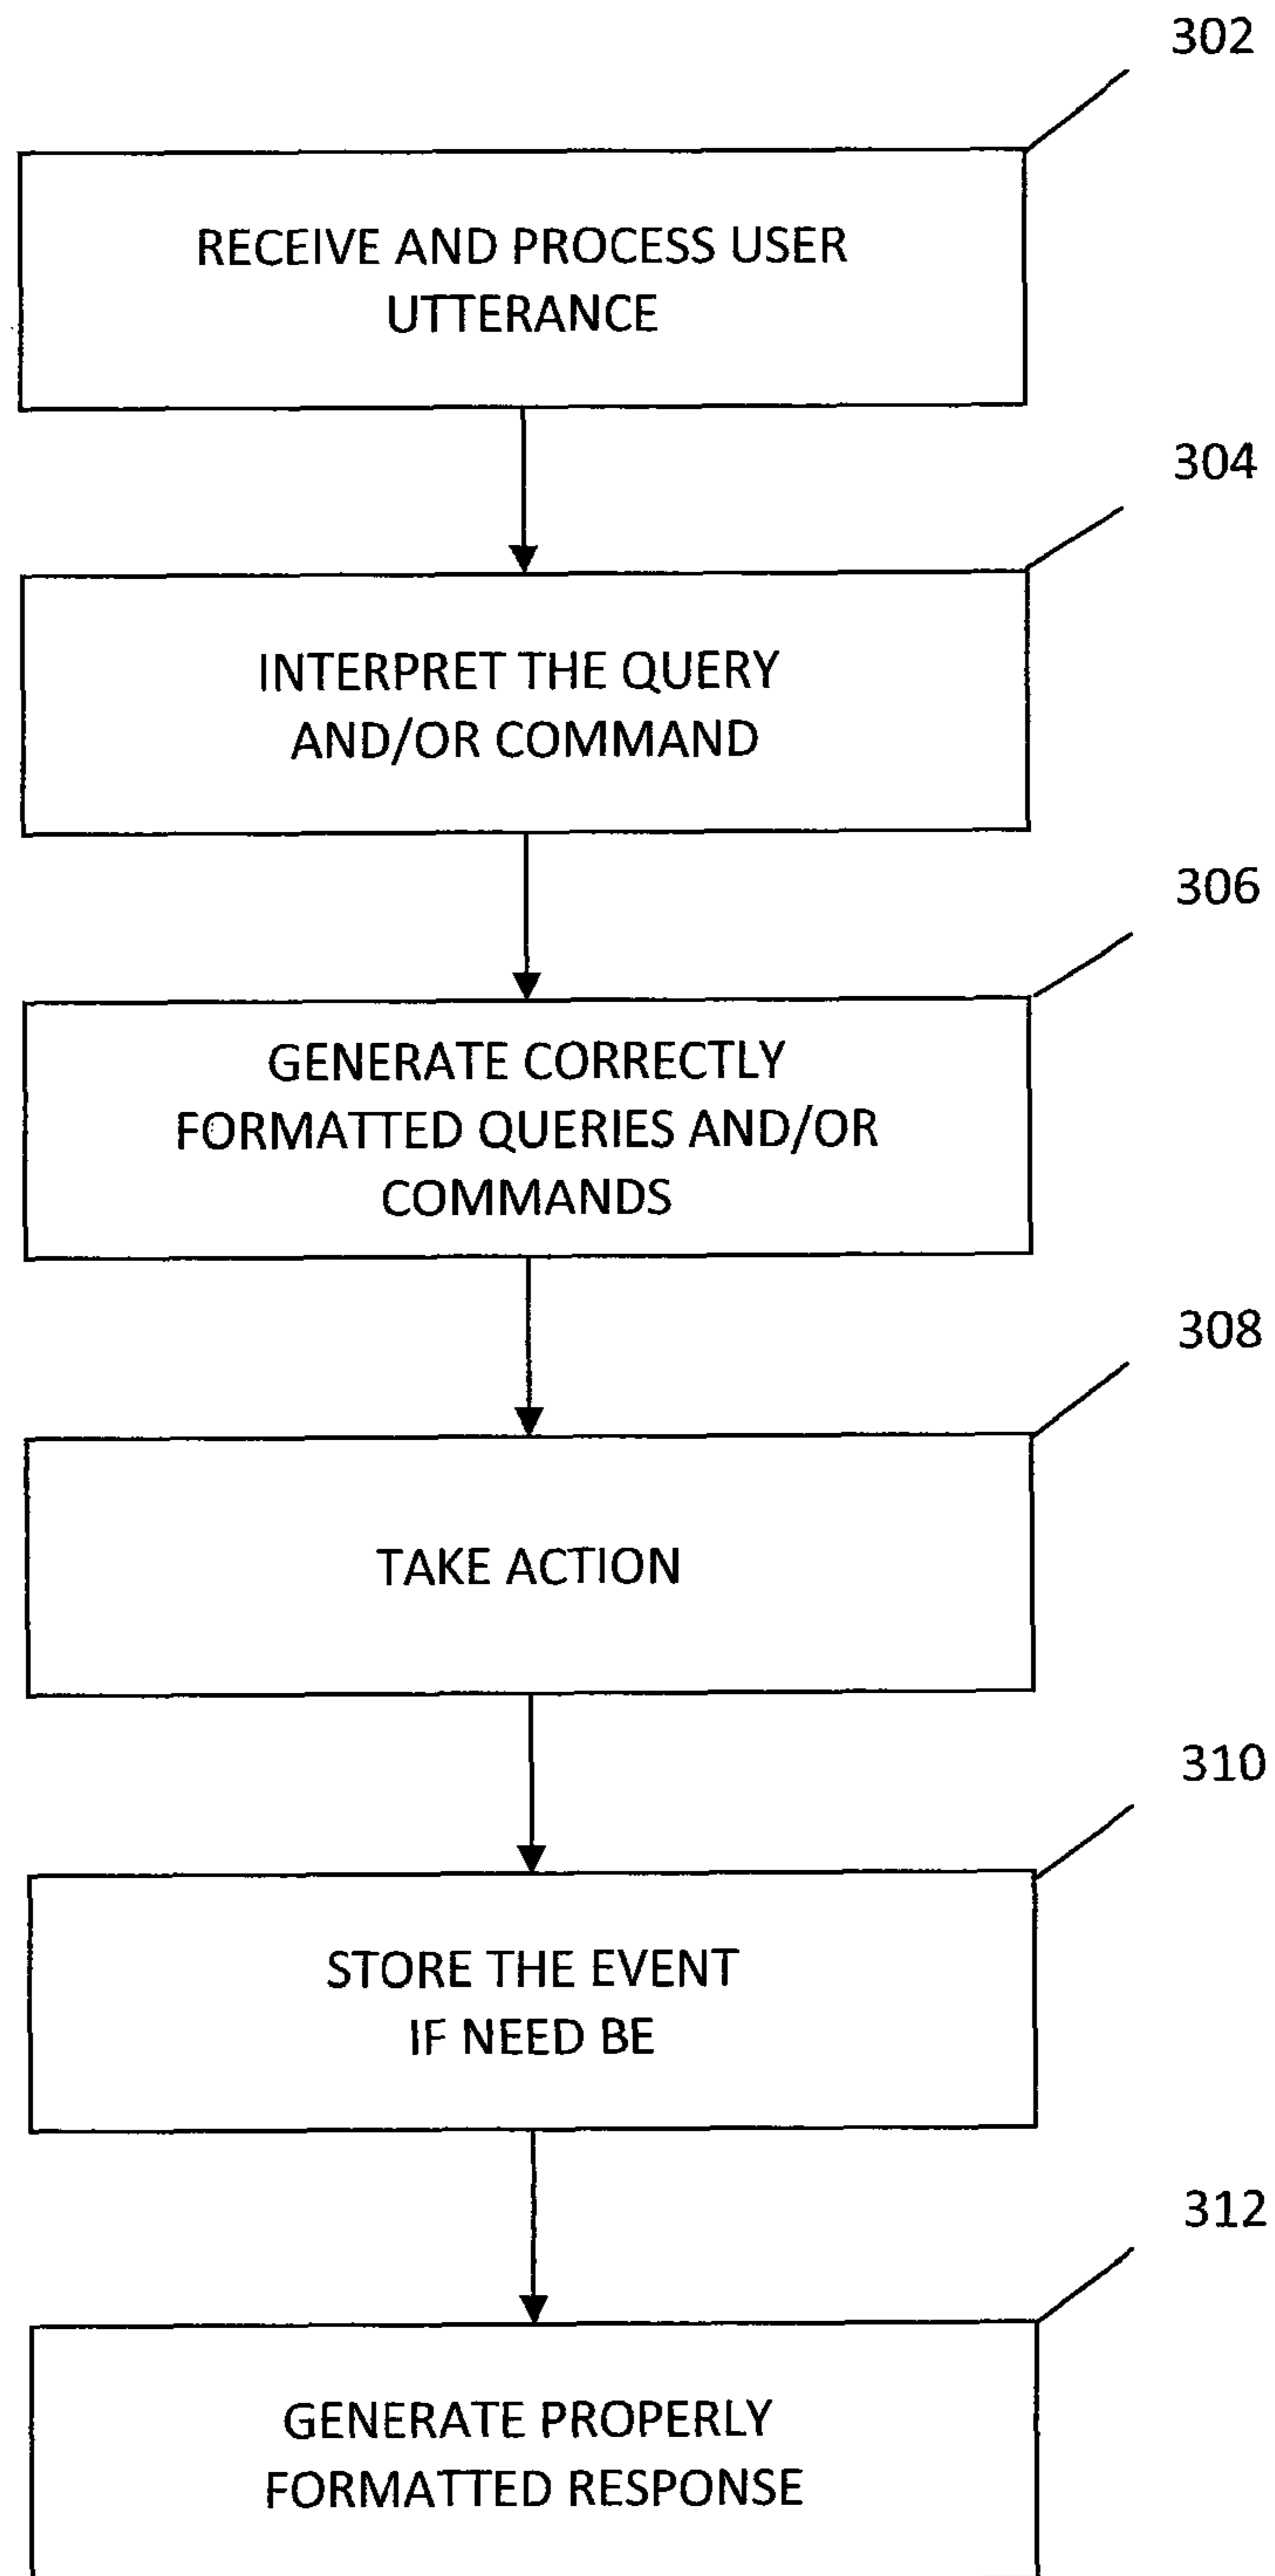 302
RECEIVE AND PROCESS USER
UTTERANCE
304
INTERPRET THE QUERY
AND/OR COMMAND
306
GENERATE CORRECTLY
FORMATTED QUERIES AND/OR
COMMANDS
308
TAKE ACTION
310
STORE THE EVENT
IF NEED BE
312
GENERATE PROPERLY
FORMATTED RESPONSE